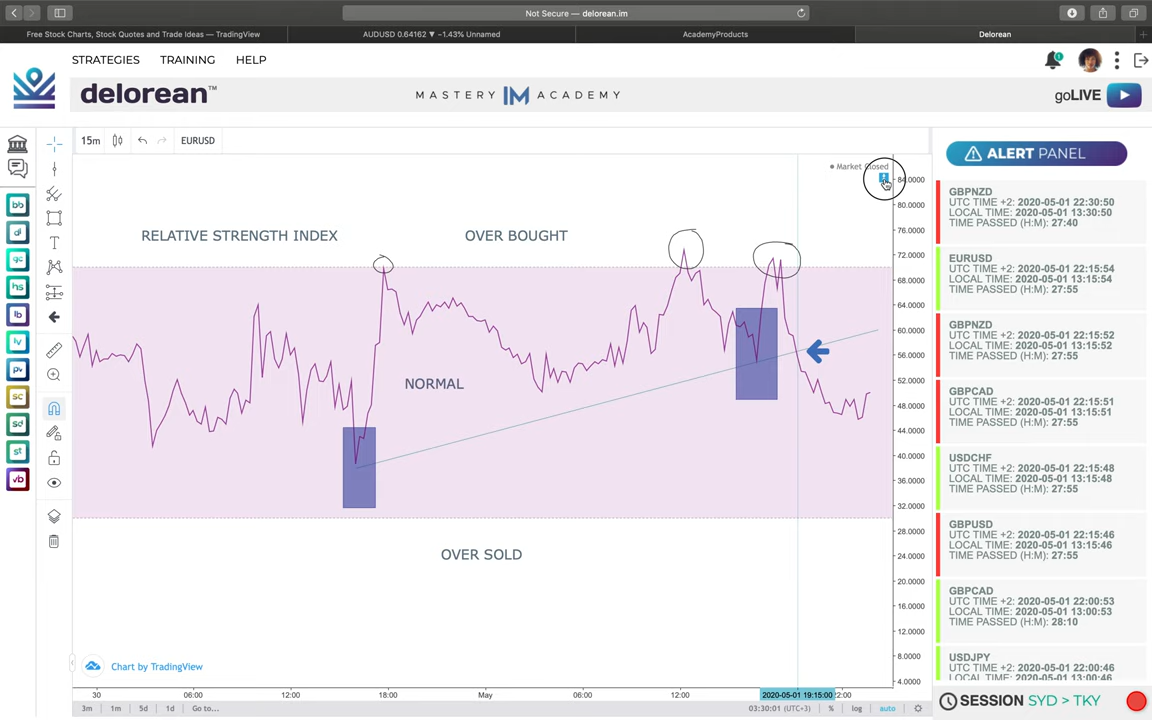 Not Secure — delorean.im
Free Stock Charts, Stock Quotes and Trade Ideas — TradingView
AUDUSD 0.64162 ▼ −1.43% Unnamed
AcademyProducts
Delorean
STRATEGIES TRAINING HELP
1
delorean™
MASTERY IM ACADEMY
goLIVE
15m
EURUSD
Market Closed
ALERT PANEL
RELATIVE STRENGTH INDEX
OVER BOUGHT
NORMAL
OVER SOLD
84.0000
80.0000
76.0000
72.0000
68.0000
64.0000
60.0000
56.0000
52.0000
48.0000
44.0000
40.0000
36.0000
32.0000
28.0000
24.0000
20.0000
16.0000
12.0000
8.0000
4.0000
bb
dl
gc
hs
lb
lv
pv
sc
sd
st
vb
GBPNZD
UTC TIME +2: 2020-05-01 22:30:50
LOCAL TIME: 2020-05-01 13:30:50
TIME PASSED (H:M): 27:40
EURUSD
UTC TIME +2: 2020-05-01 22:15:54
LOCAL TIME: 2020-05-01 13:15:54
TIME PASSED (H:M): 27:55
GBPNZD
UTC TIME +2: 2020-05-01 22:15:52
LOCAL TIME: 2020-05-01 13:15:52
TIME PASSED (H:M): 27:55
GBPCAD
UTC TIME +2: 2020-05-01 22:15:51
LOCAL TIME: 2020-05-01 13:15:51
TIME PASSED (H:M): 27:55
USDCHF
UTC TIME +2: 2020-05-01 22:15:48
LOCAL TIME: 2020-05-01 13:15:48
TIME PASSED (H:M): 27:55
GBPUSD
UTC TIME +2: 2020-05-01 22:15:46
LOCAL TIME: 2020-05-01 13:15:46
TIME PASSED (H:M): 27:55
GBPCAD
UTC TIME +2: 2020-05-01 22:00:53
LOCAL TIME: 2020-05-01 13:00:53
TIME PASSED (H:M): 28:10
USDJPY
UTC TIME +2: 2020-05-01 22:00:46
LOCAL TIME: 2020-05-01 13:00:46
Chart by TradingView
30 06:00 12:00 18:00 May 06:00 12:00 2020-05-01 19:15:00 22:00
3m 1m 5d 1d Go to...
03:30:01 (UTC+3) % log auto
SESSION SYD > TKY